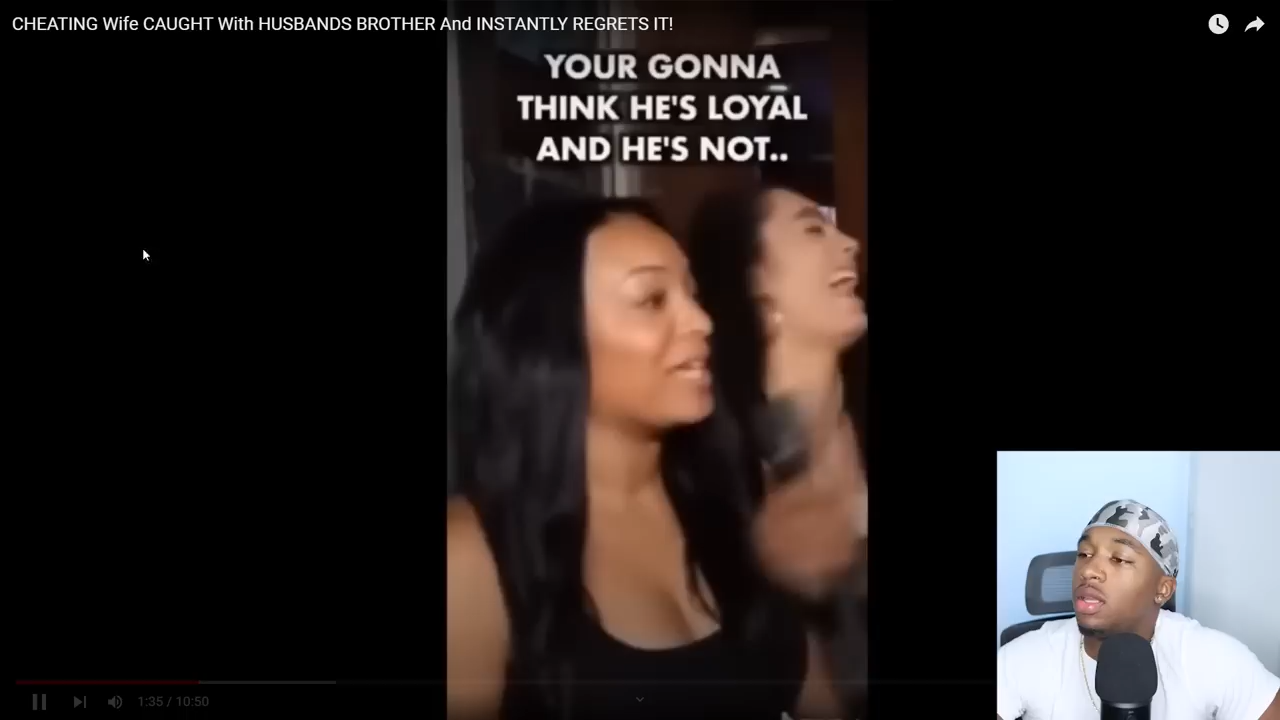 CHEATING Wife CAUGHT With HUSBANDS BROTHER And INSTANTLY REGRETS IT!
YOUR GONNA
THINK HE'S LOYAL
AND HE'S NOT..
1:35 / 10:50